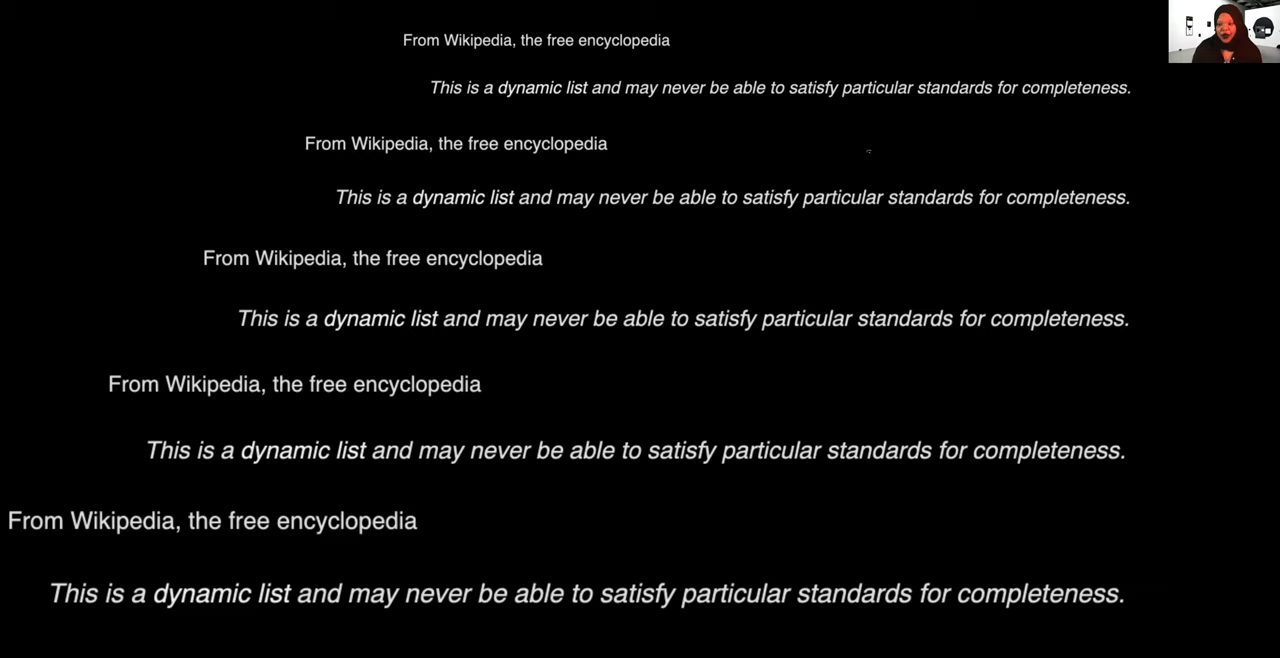 From Wikipedia, the free encyclopedia
This is a dynamic list and may never be able to satisfy particular standards for completeness.
From Wikipedia, the free encyclopedia
This is a dynamic list and may never be able to satisfy particular standards for completeness.
From Wikipedia, the free encyclopedia
This is a dynamic list and may never be able to satisfy particular standards for completeness.
From Wikipedia, the free encyclopedia
This is a dynamic list and may never be able to satisfy particular standards for completeness.
From Wikipedia, the free encyclopedia
This is a dynamic list and may never be able to satisfy particular standards for completeness.